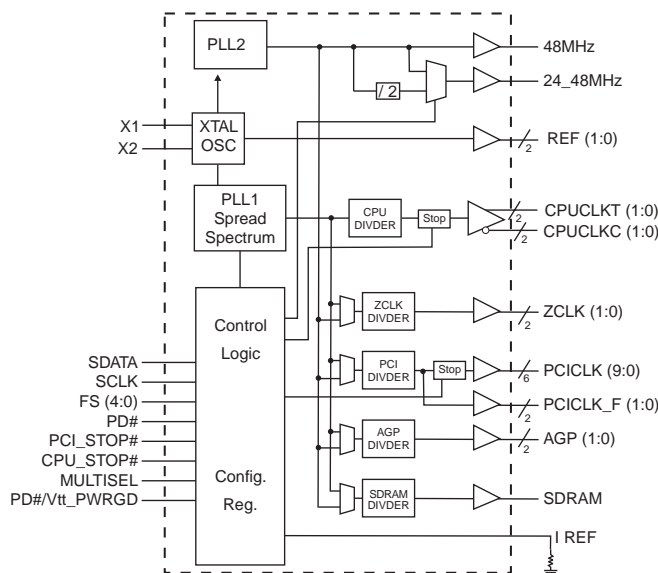 PLL2
48MHz
/ 2
24_48MHz
X1
X2
XTAL
OSC
2
REF (1:0)
PLL1
Spread
Spectrum
CPU
DIVDER
Stop
2
2
CPUCLKT (1:0)
CPUCLKC (1:0)
ZCLK
DIVDER
2
ZCLK (1:0)
Control
Logic
PCI
DIVDER
Stop
6
PCICLK (9:0)
2
PCICLK_F (1:0)
SDATA
SCLK
FS (4:0)
PD#
PCI_STOP#
CPU_STOP#
MULTISEL
PD#/Vtt_PWRGD
AGP
DIVDER
2
AGP (1:0)
Config.
Reg.
SDRAM
DIVDER
SDRAM
I REF